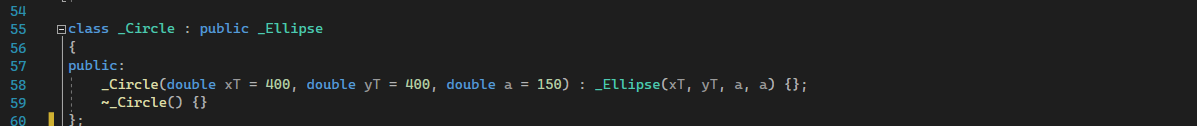 54
55 class _Circle : public _Ellipse
56 {
57 public:
58 _Circle(double xT = 400, double yT = 400, double a = 150) : _Ellipse(xT, yT, a, a) {};
59 ~_Circle() {}
60 };